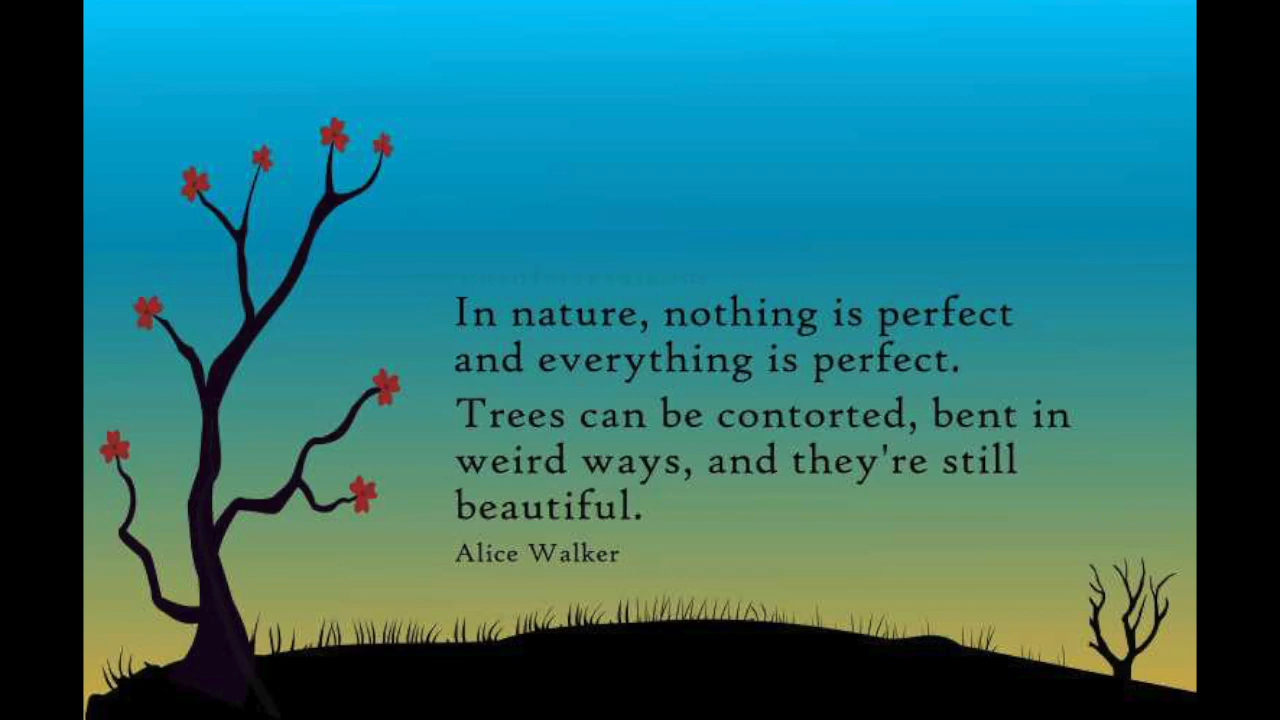 In nature, nothing is perfect
and everything is perfect.
Trees can be contorted, bent in
weird ways, and they're still
beautiful.
Alice Walker